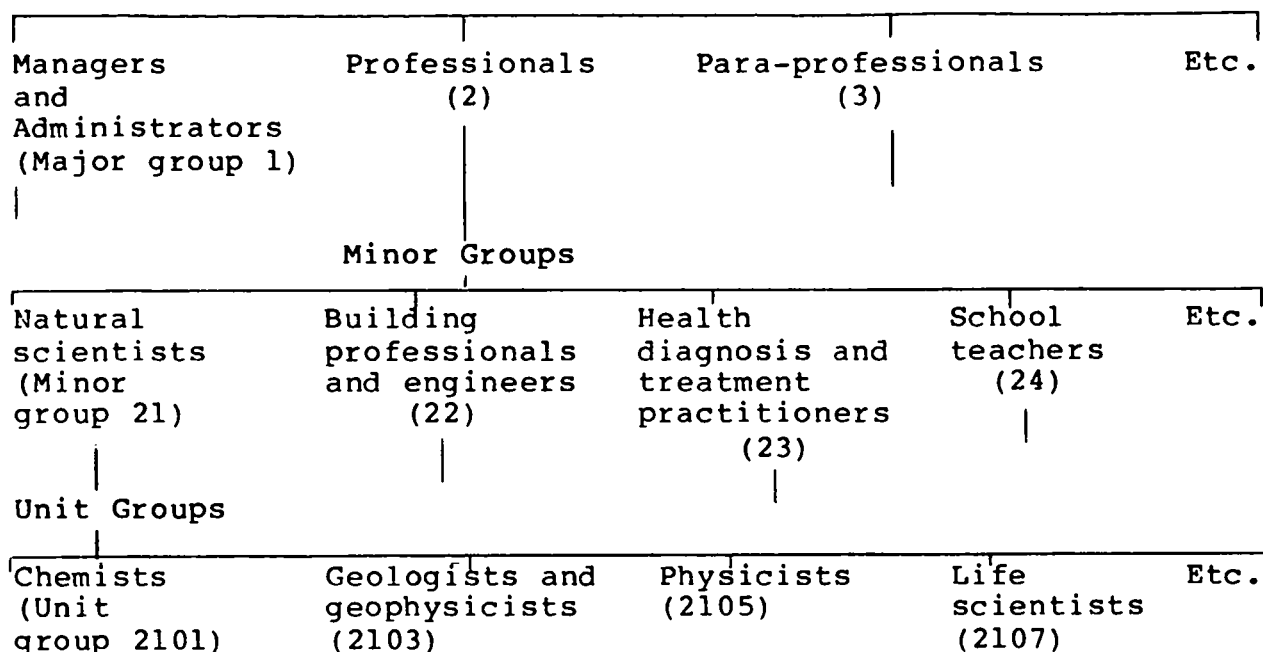 Managers Professionals Para-professionals Etc.
and (2) (3)
Administrators
(Major group 1)
Minor Groups
Natural Building Health School Etc.
scientists professionals diagnosis and teachers
(Minor and engineers treatment (24)
group 21) (22) practitioners
(23)
Unit Groups
Chemists Geologists and Physicists Life Etc.
(Unit geophysicists (2105) scientists
group 2101) (2103) (2107)